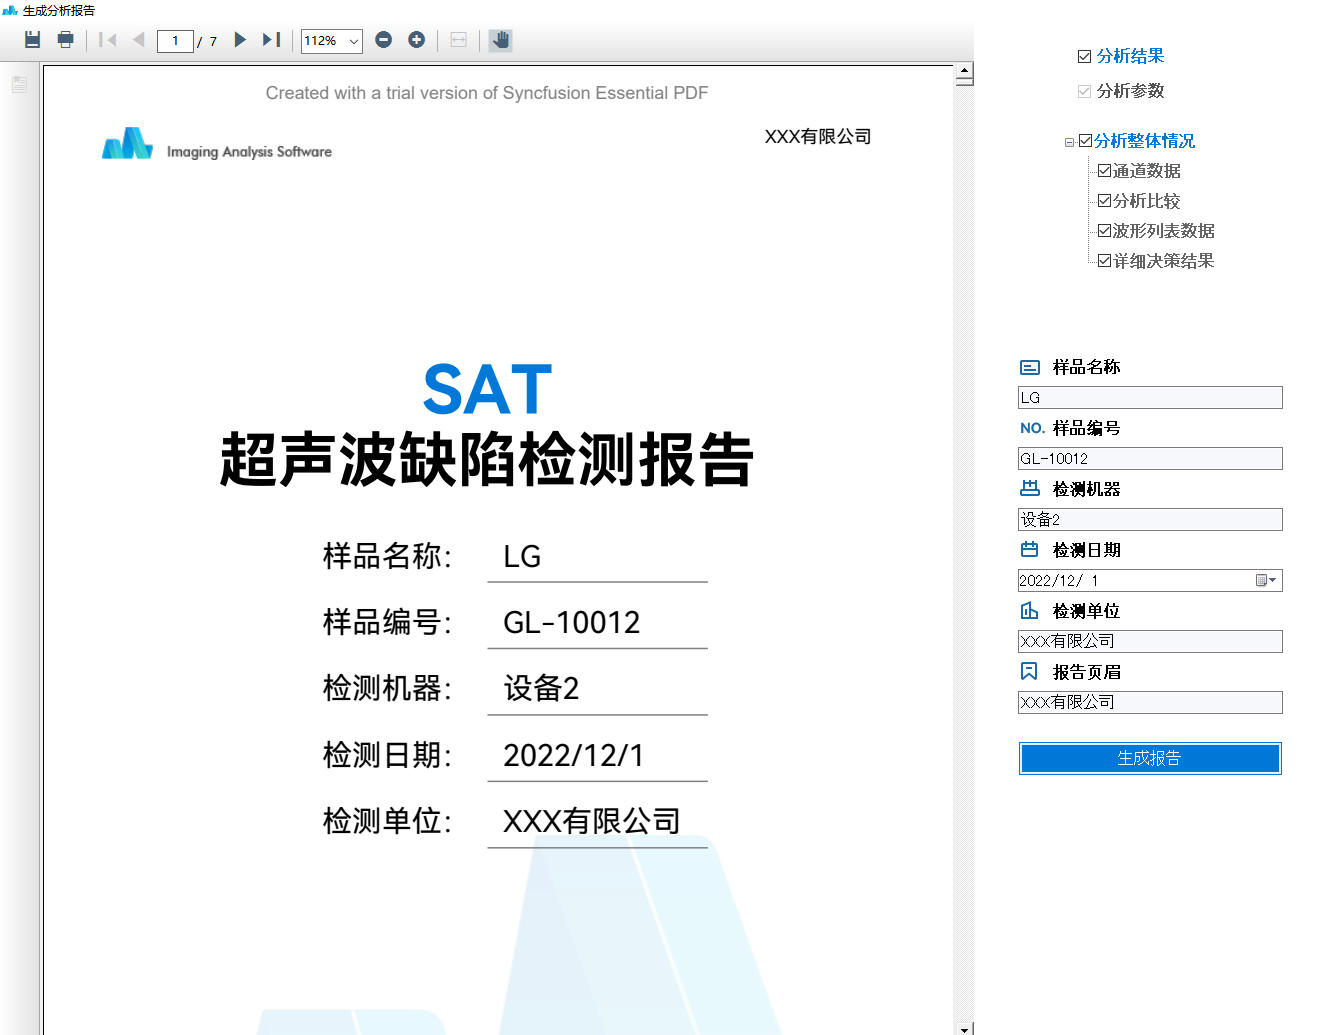 生成分析报告
1 / 7
112%
Created with a trial version of Syncfusion Essential PDF
Imaging Analysis Software
XXX有限公司
SAT
超声波缺陷检测报告
样品名称： LG
样品编号： GL-10012
检测机器： 设备2
检测日期： 2022/12/1
检测单位： XXX有限公司
分析结果
分析参数
分析整体情况
通道数据
分析比较
波形列表数据
详细决策结果
样品名称
LG
NO. 样品编号
GL-10012
检测机器
设备2
检测日期
2022/12/ 1
检测单位
XXX有限公司
报告页眉
XXX有限公司
生成报告